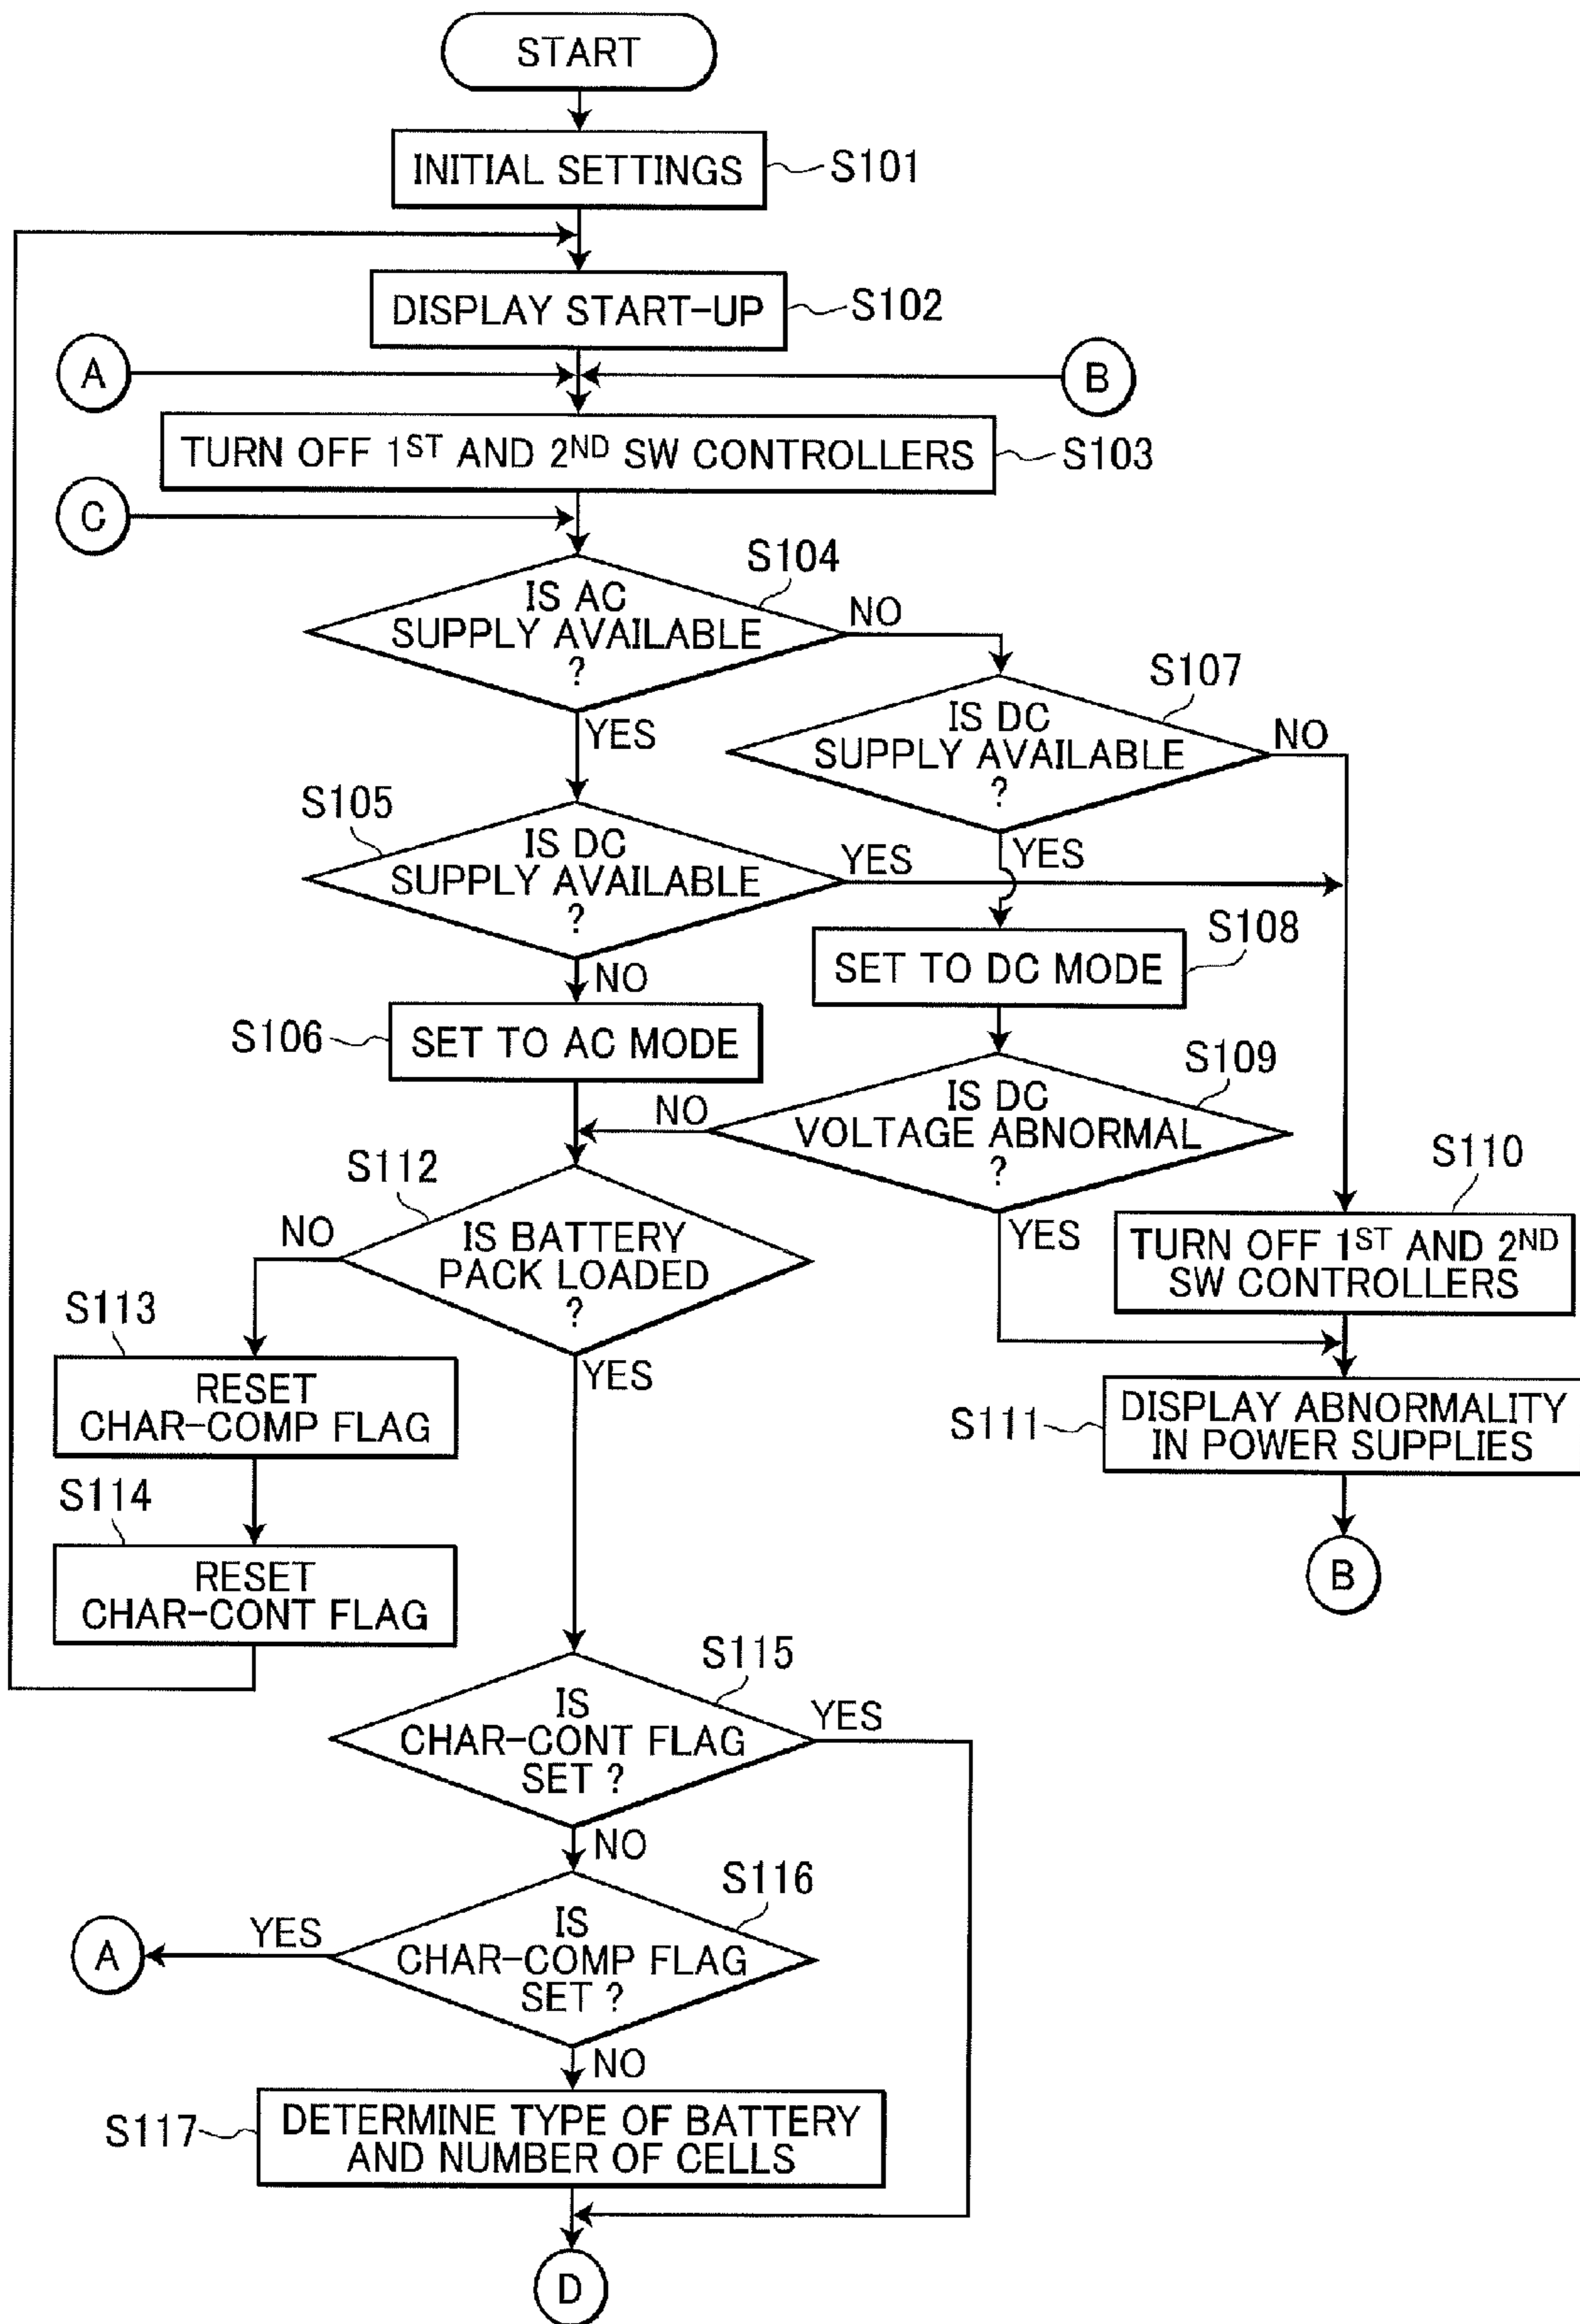 START
INITIAL SETTINGS
S101
DISPLAY START-UP
S102
A
B
TURN OFF 1ST AND 2ND SW CONTROLLERS
S103
C
S104
IS AC
SUPPLY AVAILABLE
?
NO
YES
S107
IS DC
SUPPLY AVAILABLE
?
NO
YES
S105
IS DC
SUPPLY AVAILABLE
?
YES
NO
S108
SET TO DC MODE
S106
SET TO AC MODE
S109
IS DC
VOLTAGE ABNORMAL
?
NO
YES
S110
TURN OFF 1ST AND 2ND
SW CONTROLLERS
S112
IS BATTERY
PACK LOADED
?
NO
YES
S111
DISPLAY ABNORMALITY
IN POWER SUPPLIES
B
S113
RESET
CHAR-COMP FLAG
S114
RESET
CHAR-CONT FLAG
S115
IS
CHAR-CONT FLAG
SET ?
YES
NO
S116
IS
CHAR-COMP FLAG
SET ?
YES
A
NO
S117
DETERMINE TYPE OF BATTERY
AND NUMBER OF CELLS
D